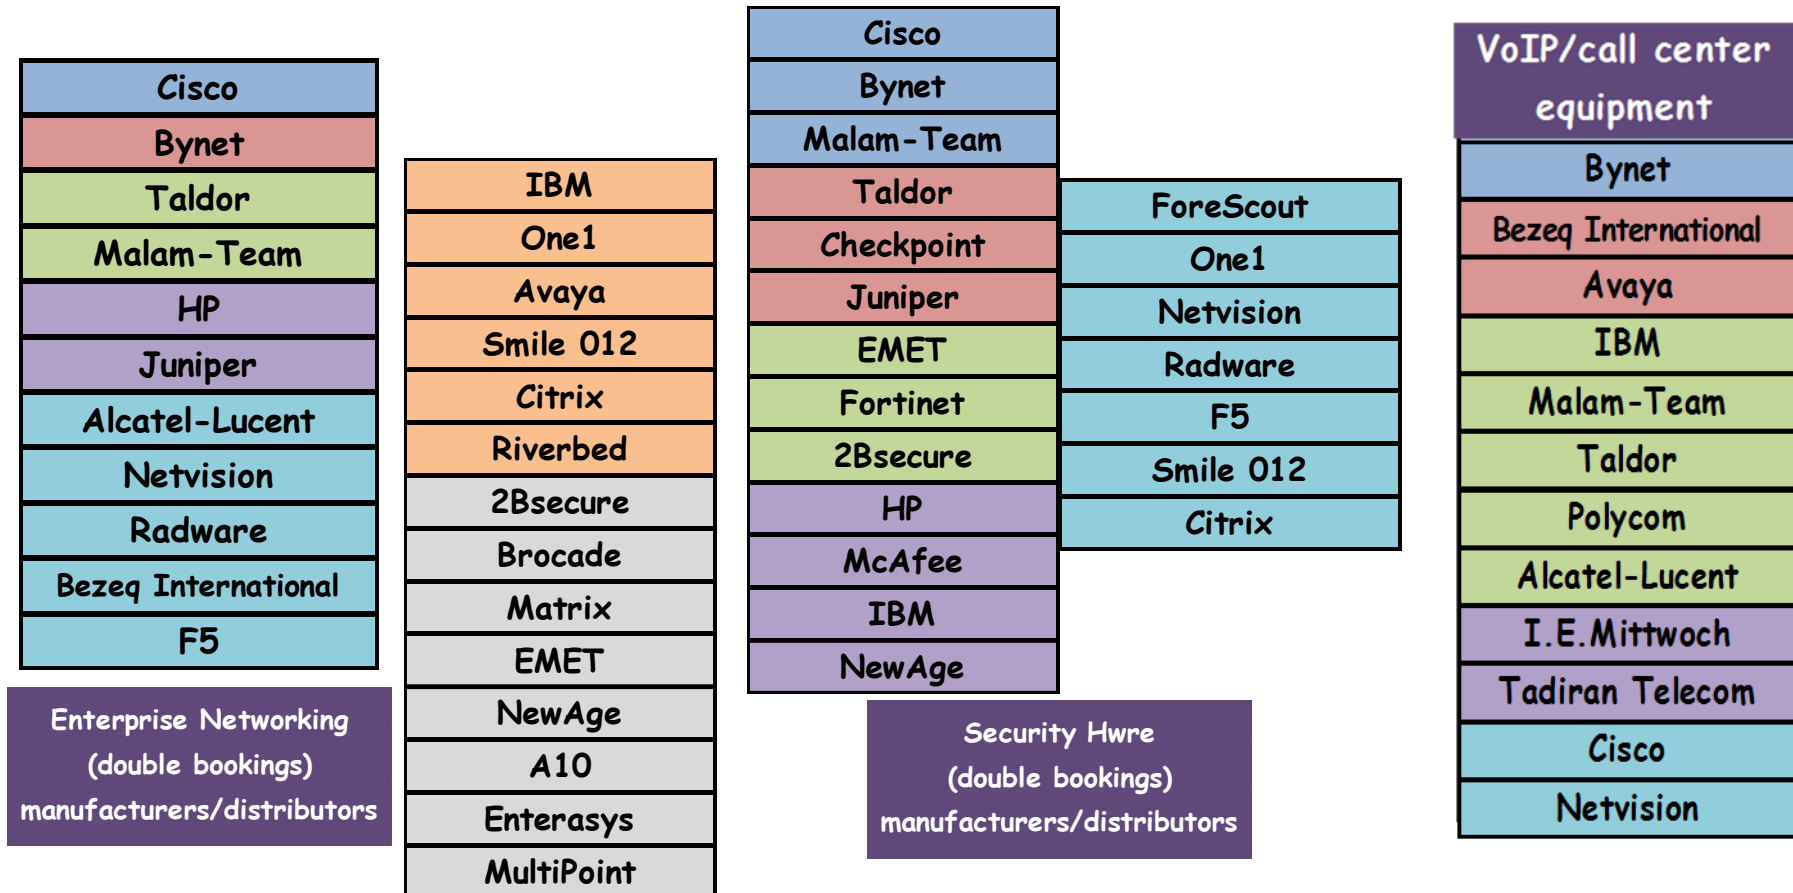 Cisco
Bynet
Taldor
Malam-Team
HP
Juniper
Alcatel-Lucent
Netvision
Radware
Bezeq International
F5
Enterprise Networking
(double bookings)
manufacturers/distributors
IBM
One1
Avaya
Smile 012
Citrix
Riverbed
2Bsecure
Brocade
Matrix
EMET
NewAge
A10
Enterasys
MultiPoint
Cisco
Bynet
Malam-Team
Taldor
Checkpoint
Juniper
EMET
Fortinet
2Bsecure
HP
McAfee
IBM
NewAge
Security Hwre
(double bookings)
manufacturers/distributors
ForeScout
One1
Netvision
Radware
F5
Smile 012
Citrix
VoIP/call center
equipment
Bynet
Bezeq International
Avaya
IBM
Malam-Team
Taldor
Polycom
Alcatel-Lucent
I.E.Mittwoch
Tadiran Telecom
Cisco
Netvision